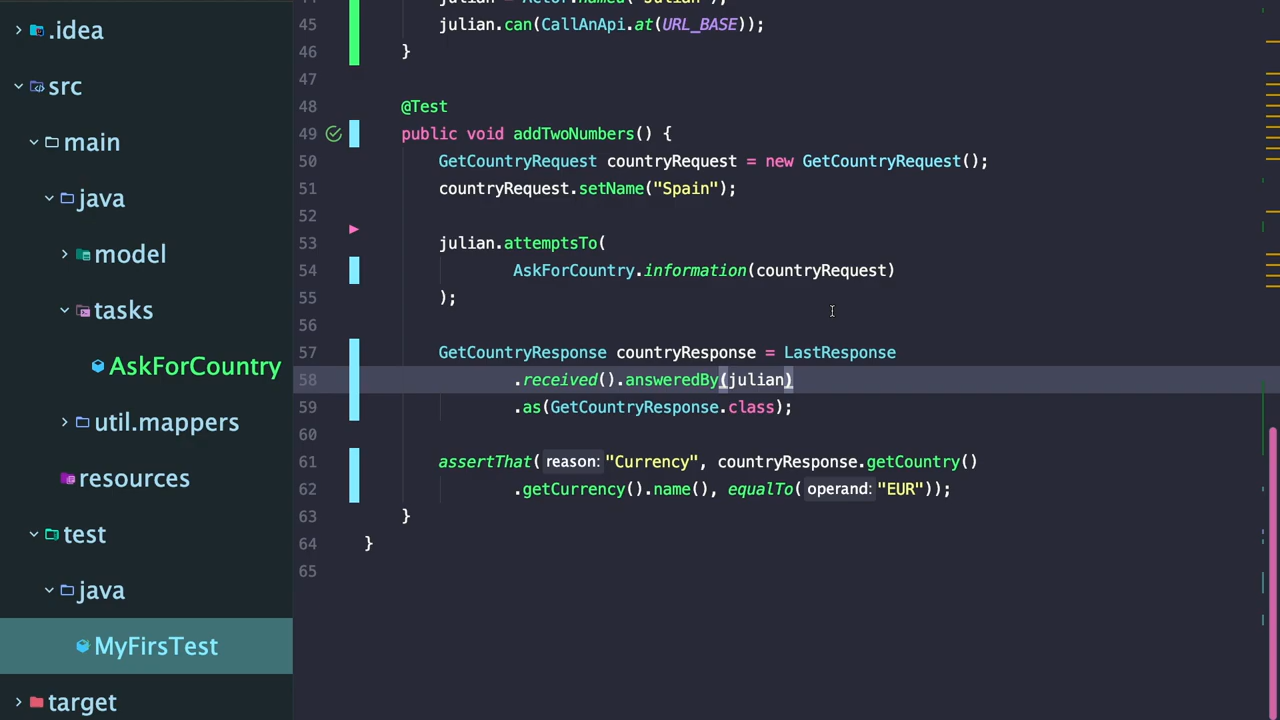 .idea
src
main
java
model
tasks
AskForCountry
util.mappers
resources
test
java
MyFirsTest
target
45 julian.can(CallAnApi.at(URL_BASE));
46 }
47
48 @Test
49 public void addTwoNumbers() {
50 GetCountryRequest countryRequest = new GetCountryRequest();
51 countryRequest.setName("Spain");
52
53 julian.attemptsTo(
54 AskForCountry.information(countryRequest)
55 );
56
57 GetCountryResponse countryResponse = LastResponse
58 .received().answeredBy(julian)
59 .as(GetCountryResponse.class);
60
61 assertThat( reason: "Currency", countryResponse.getCountry()
62 .getCurrency().name(), equalTo( operand: "EUR"));
63 }
64 }
65